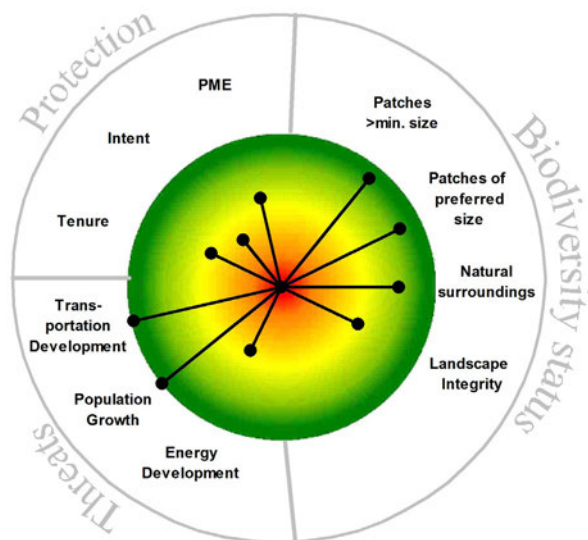 Protection
PME
Intent
Tenure
Biodiversity status
Patches
>min. size
Patches of
preferred
size
Natural
surroundings
Landscape
Integrity
Threats
Trans-
portation
Development
Population
Growth
Energy
Development